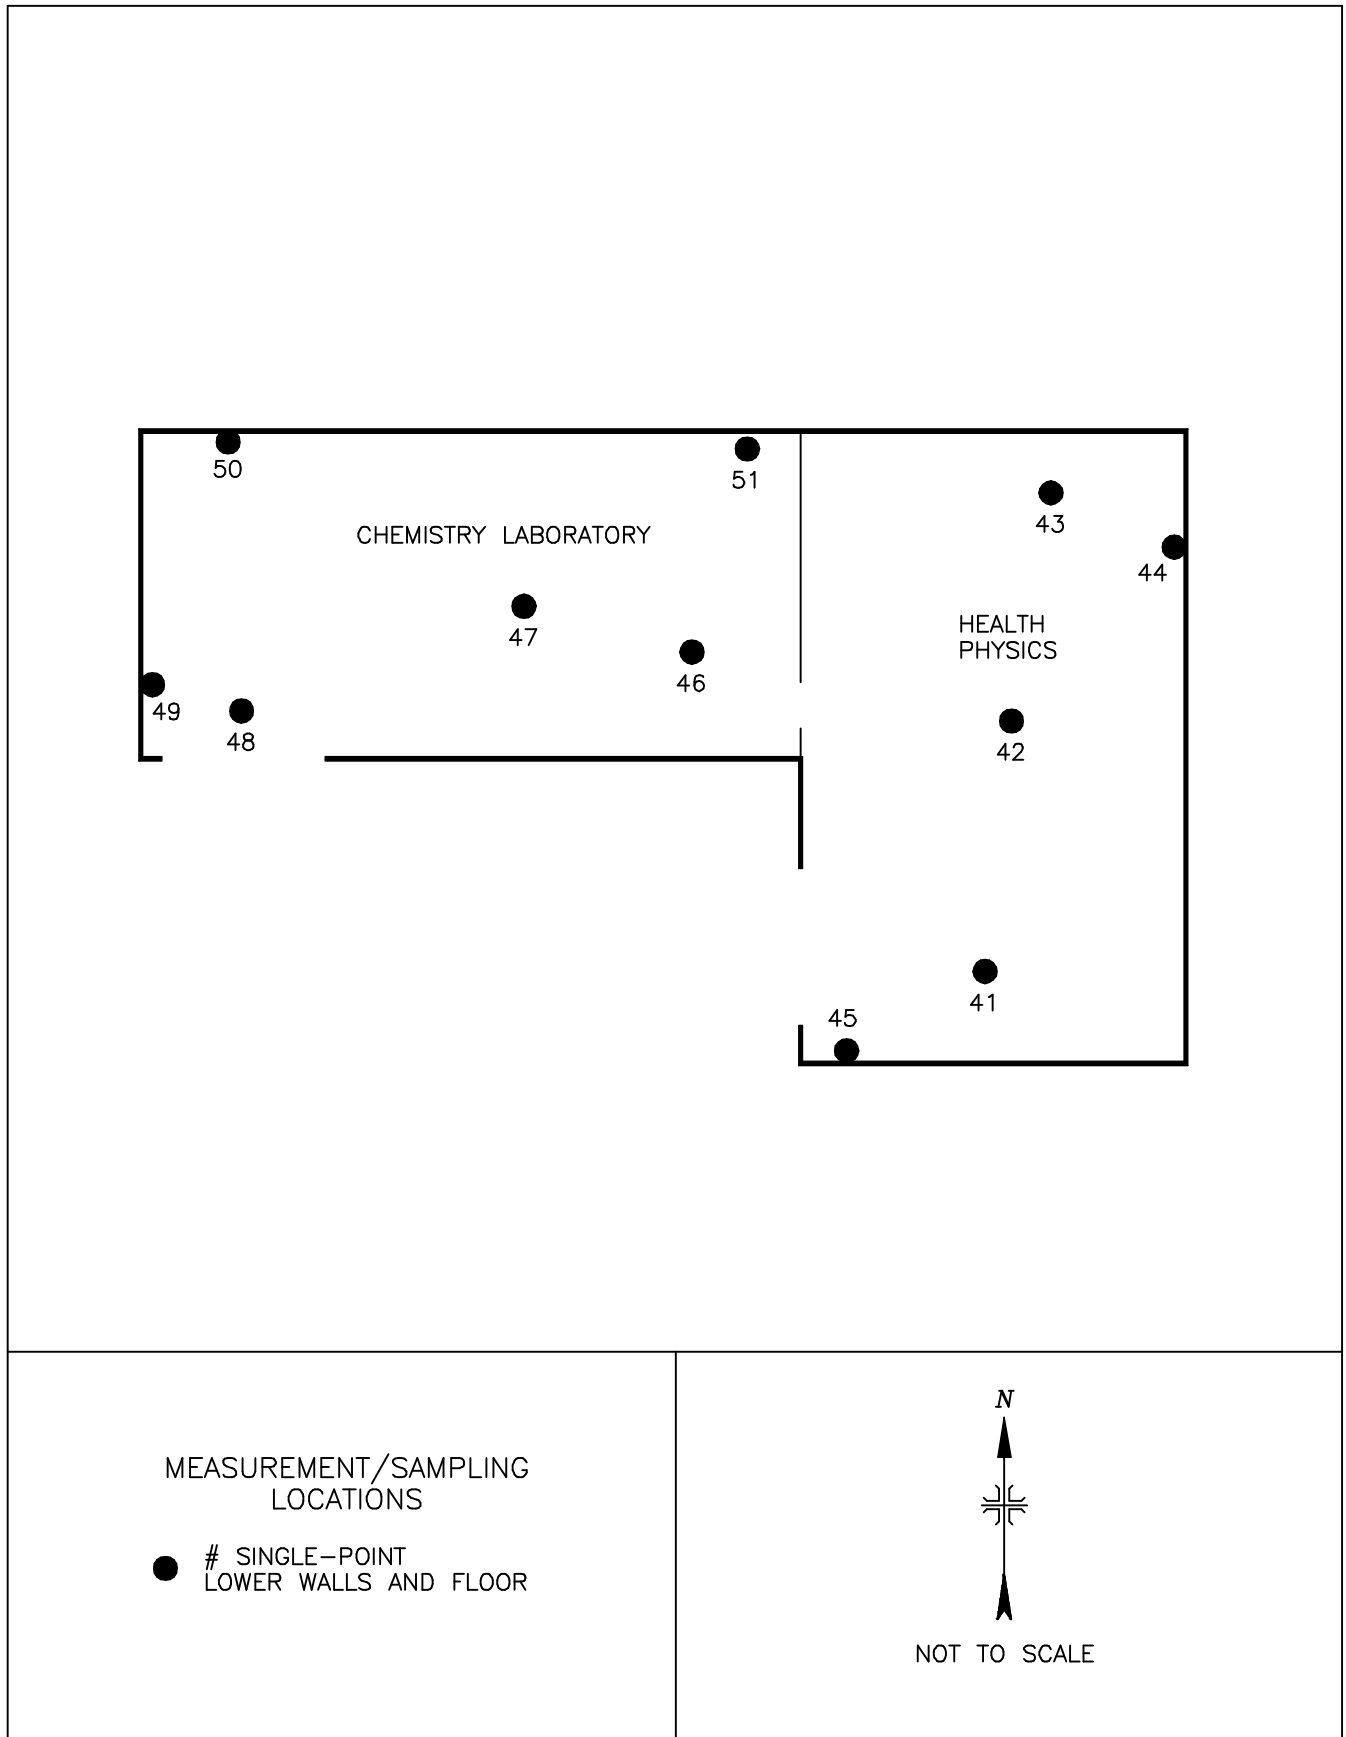 50
51
43
CHEMISTRY LABORATORY
44
47
HEALTH
PHYSICS
46
49
48
42
41
45
N
MEASUREMENT/SAMPLING
LOCATIONS
# SINGLE-POINT
LOWER WALLS AND FLOOR
NOT TO SCALE